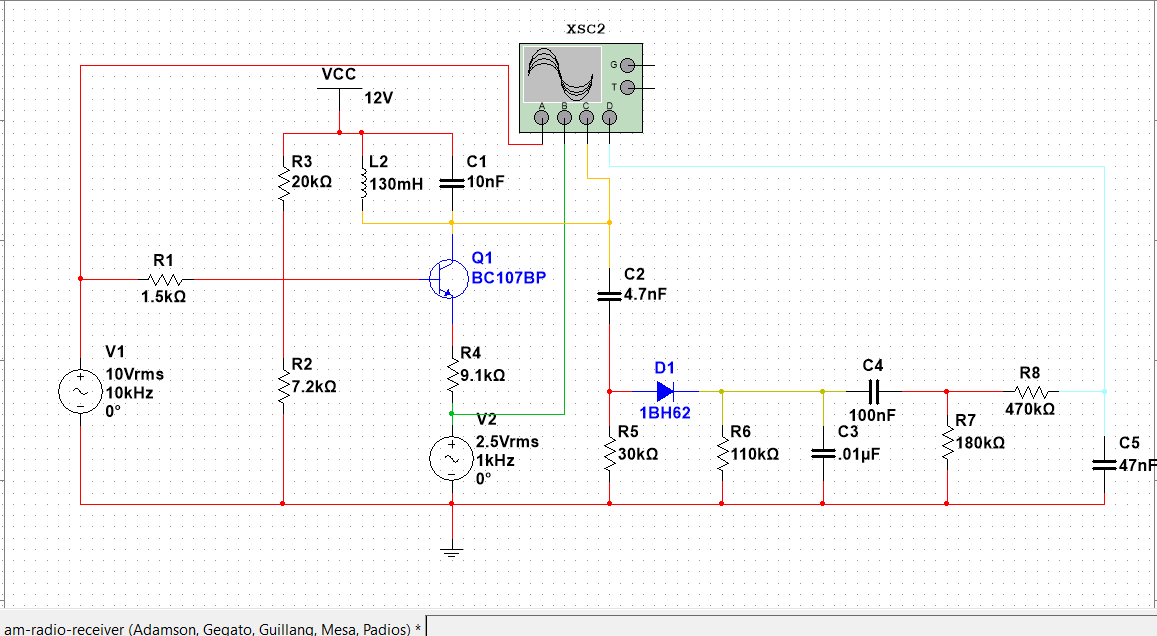 XSC2
G
T
A B C D
VCC
12V
R3
20kΩ
L2
130mH
C1
10nF
R1
1.5kΩ
Q1
BC107BP
C2
4.7nF
V1
10Vrms
10kHz
0°
R2
7.2kΩ
R4
9.1kΩ
V2
2.5Vrms
1kHz
0°
D1
1BH62
R5
30kΩ
R6
110kΩ
C4
100nF
C3
.01µF
R7
180kΩ
R8
470kΩ
C5
47nF
am-radio-receiver (Adamson, Gegato, Guillang, Mesa, Padios) *